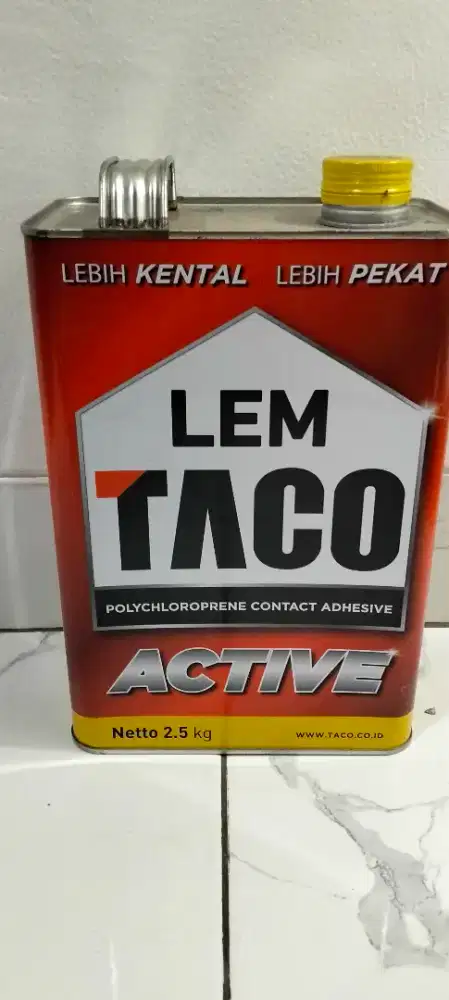 LEBIH KENTAL LEBIH PEKAT
LEM
TACO
POLYCHLOROPRENE CONTACT ADHESIVE
ACTIVE
Netto 2.5 kg WWW.TACO.CO.ID